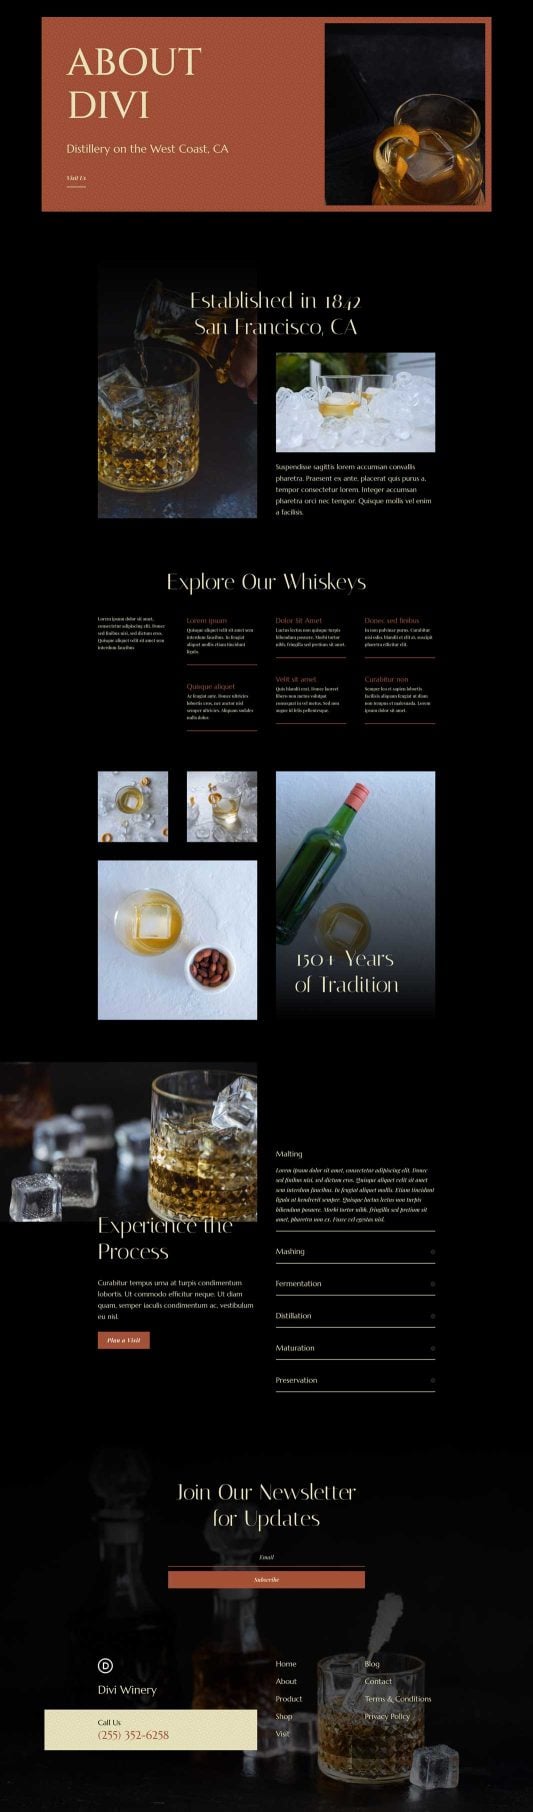 ABOUT
DIVI
Distillery on the West Coast, CA
Visit Us
Established in 1842
San Francisco, CA
Suspendisse sagittis lorem accumsan convallis
pharetra. Praesent ex ante, placerat quis purus a,
tempor consectetur lorem. Integer accumsan
pharetra orci nec tempor. Quisque mollis vel enim
a facilisis.
Explore Our Whiskeys
Lorem ipsum dolor sit amet,
consectetur adipiscing elit. Donec
sed finibus nisi, sed dictum eros.
Quisque aliquet velit sit amet sem
interdum faucibus.
Lorem ipsum
Quisque aliquet velit sit amet sem
interdum faucibus. In feugiat
aliquet mollis etiam tincidunt
ligula.
Dolor Sit Amet
Luctus lectus non quisque turpis
bibendum posuere. Morbi tortor
nibh, fringilla sed pretium sit amet.
Donec sed finibus
In non pulvinar purus. Curabitur
nisi odio, blandit et elit at, suscipit
pharetra efficitur elit.
Quisque aliquet
Ac feugiat ante. Donec ultricies
lobortis eros, nec auctor nisl
semper ultricies. Aliquam sodales
nulla dolor.
Velit sit amet
Quis blandit erat. Donec laoreet
libero non metus volutpat
consequat in vel metus. Sed non
augue id felis pellentesque.
Curabitur non
Semper leo et sapien lobortis
facilisis aliquam feugiat ut diam
non tempus et malesuada. Lorem
ipsum dolor sit amet.
150+ Years
of Tradition
Experience the
Process
Curabitur tempus urna at turpis condimentum
lobortis. Ut commodo efficitur neque. Ut diam
quam, semper iaculis condimentum ac, vestibulum
eu nisl.
Plan a Visit
Malting
Lorem ipsum dolor sit amet, consectetur adipiscing elit. Donec
sed finibus nisi, sed dictum eros. Quisque aliquet velit sit amet
sem interdum faucibus. In feugiat aliquet mollis. Etiam tincidunt
ligula ut hendrerit semper. Quisque luctus lectus non turpis
bibendum posuere. Morbi tortor nibh, fringilla sed pretium sit
amet, pharetra non ex. Fusce vel egestas nisl.
Mashing
Fermentation
Distillation
Maturation
Preservation
Join Our Newsletter
for Updates
Email
Subscribe
D
Divi Winery
Call Us
(255) 352-6258
Home
About
Product
Shop
Visit
Blog
Contact
Terms & Conditions
Privacy Policy